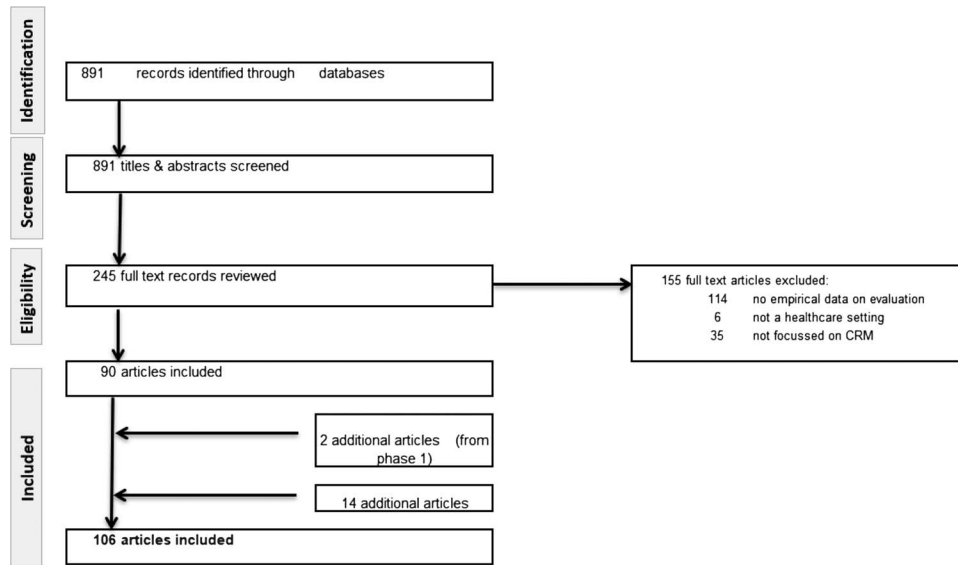 Identification
891 records identified through databases
Screening
891 titles & abstracts screened
Eligibility
245 full text records reviewed
155 full text articles excluded:
114 no empirical data on evaluation
6 not a healthcare setting
35 not focussed on CRM
Included
90 articles included
2 additional articles (from
phase 1)
14 additional articles
106 articles included